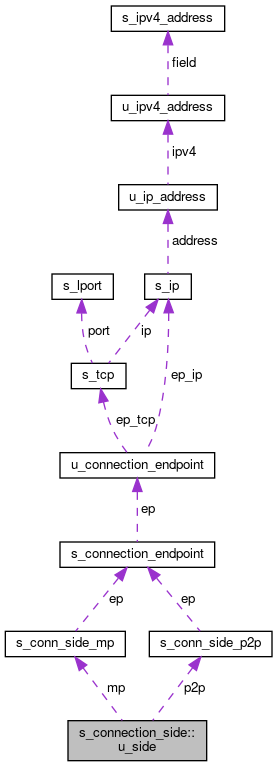 s_ipv4_address
field
u_ipv4_address
ipv4
u_ip_address
address
s_lport
s_ip
port
ip
s_tcp
ep_ip
ep_tcp
u_connection_endpoint
ep
s_connection_endpoint
ep
ep
s_conn_side_mp
s_conn_side_p2p
mp
p2p
s_connection_side::
u_side